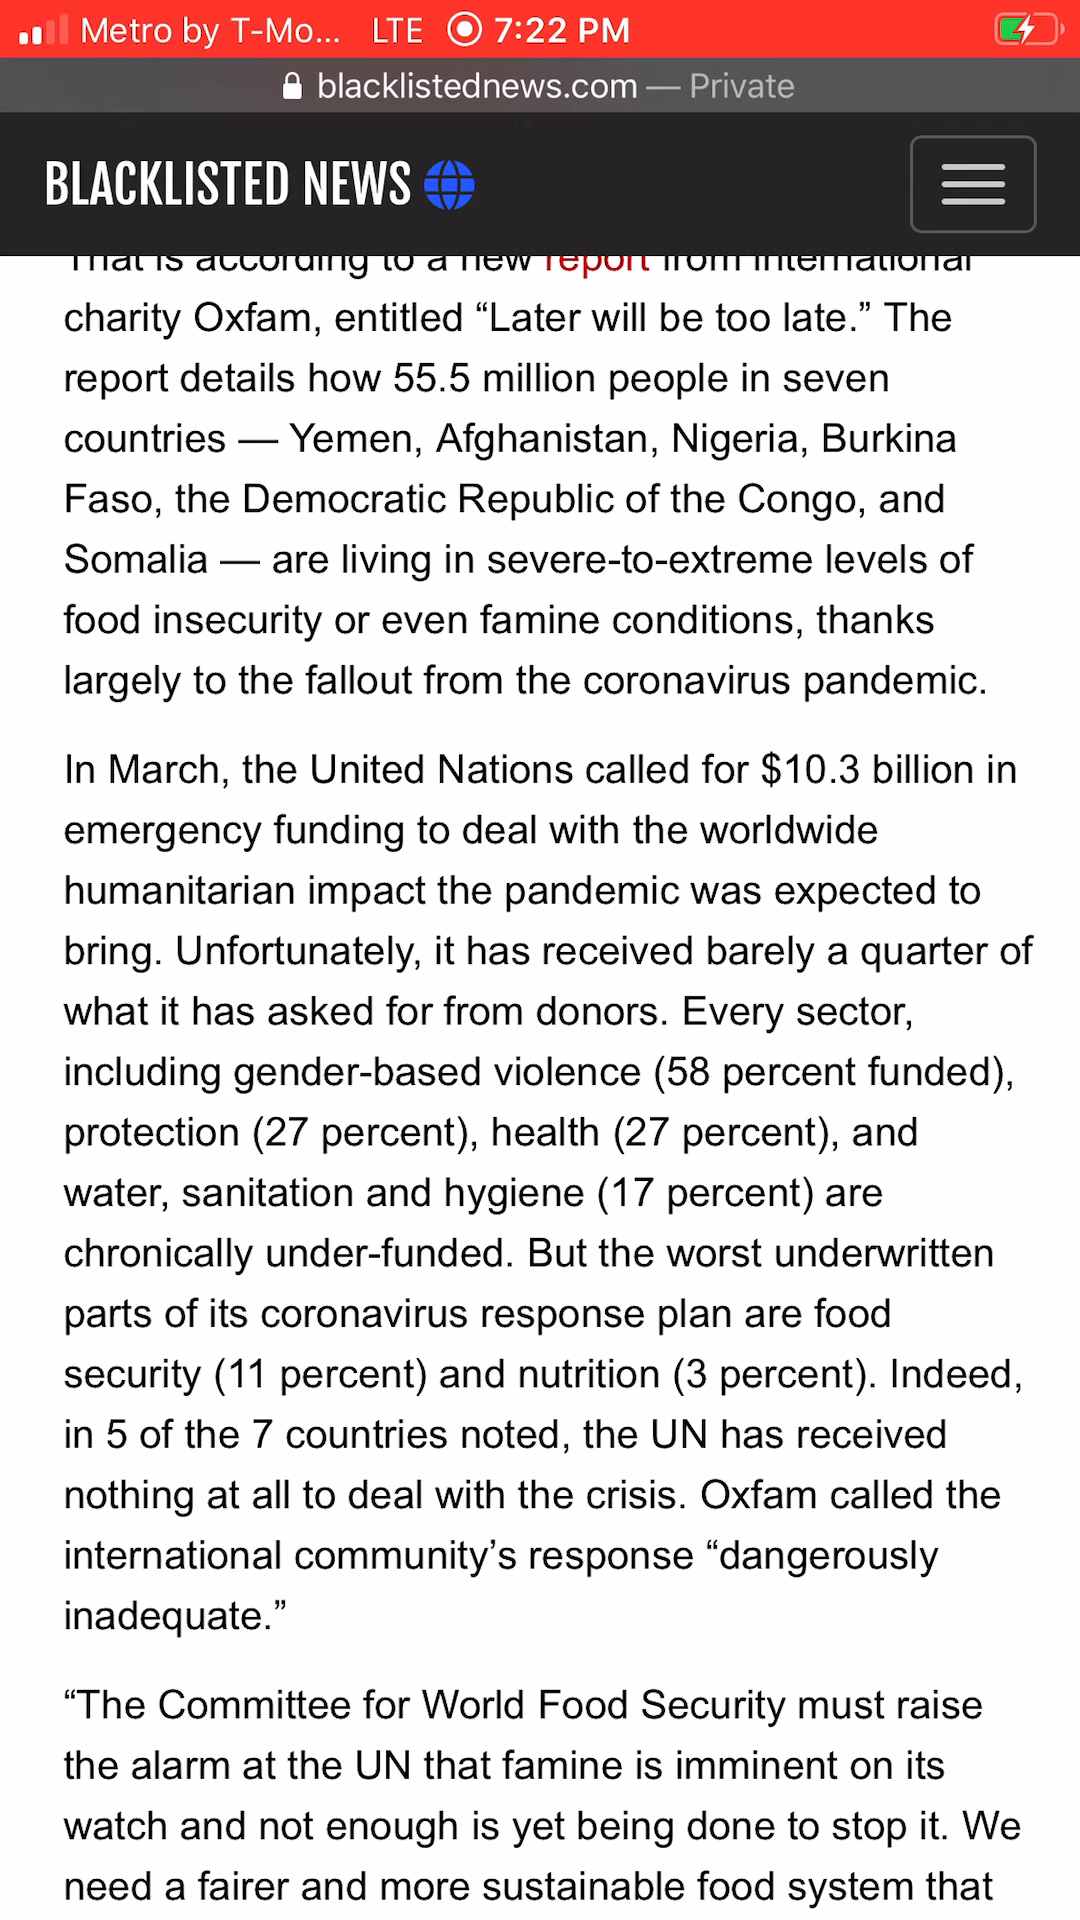 Metro by T-Mo... LTE 7:22 PM
blacklistednews.com — Private
BLACKLISTED NEWS
That is according to a new report from international
charity Oxfam, entitled “Later will be too late.” The
report details how 55.5 million people in seven
countries — Yemen, Afghanistan, Nigeria, Burkina
Faso, the Democratic Republic of the Congo, and
Somalia — are living in severe-to-extreme levels of
food insecurity or even famine conditions, thanks
largely to the fallout from the coronavirus pandemic.
In March, the United Nations called for $10.3 billion in
emergency funding to deal with the worldwide
humanitarian impact the pandemic was expected to
bring. Unfortunately, it has received barely a quarter of
what it has asked for from donors. Every sector,
including gender-based violence (58 percent funded),
protection (27 percent), health (27 percent), and
water, sanitation and hygiene (17 percent) are
chronically under-funded. But the worst underwritten
parts of its coronavirus response plan are food
security (11 percent) and nutrition (3 percent). Indeed,
in 5 of the 7 countries noted, the UN has received
nothing at all to deal with the crisis. Oxfam called the
international community’s response “dangerously
inadequate.”
“The Committee for World Food Security must raise
the alarm at the UN that famine is imminent on its
watch and not enough is yet being done to stop it. We
need a fairer and more sustainable food system that